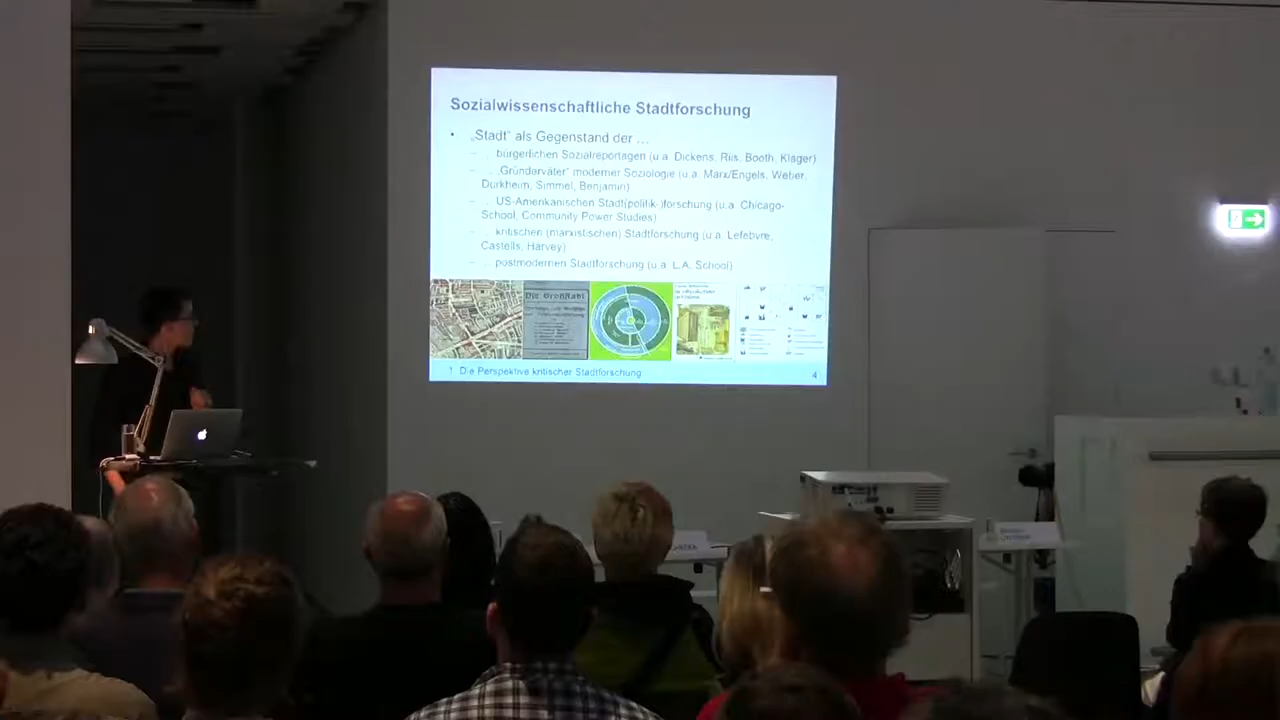 Sozialwissenschaftliche Stadtforschung
• „Stadt“ als Gegenstand der …
– … bürgerlichen Sozialreportagen (u.a. Dickens, Riis, Booth, Kläger)
– … „Gründerväter“ moderner Soziologie (u.a. Marx/Engels, Weber,
Durkheim, Simmel, Benjamin)
– … US-Amerikanischen Stadt(politik-)forschung (u.a. Chicago-
School, Community Power Studies)
– … kritischen (marxistischen) Stadtforschung (u.a. Lefebvre,
Castells, Harvey)
– … postmodernen Stadtforschung (u.a. L.A. School)
Die Großstadt
1. Die Perspektive kritischer Stadtforschung
4